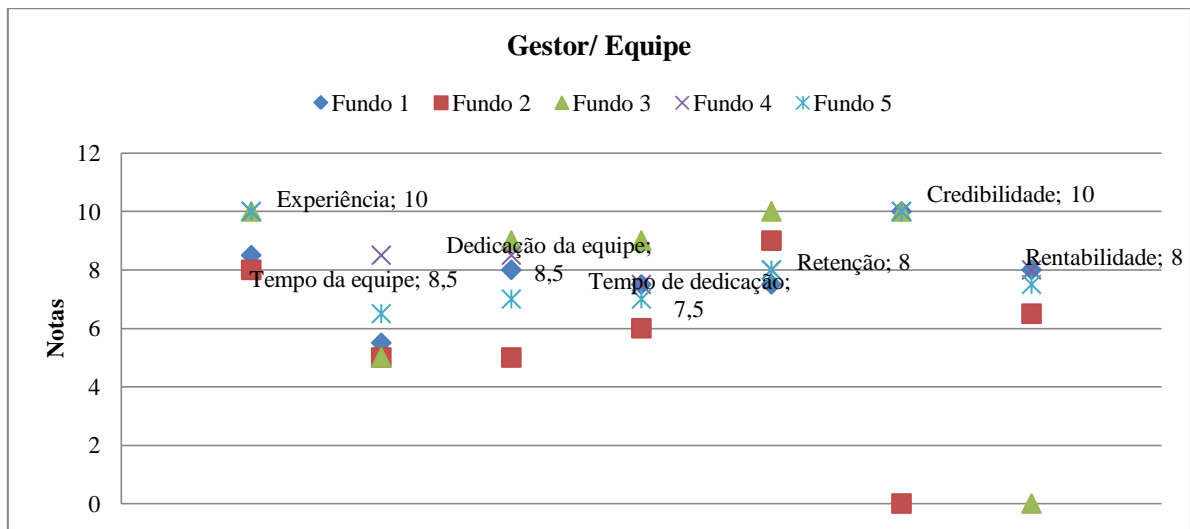 Gestor/ Equipe
Fundo 1 Fundo 2 Fundo 3 Fundo 4 Fundo 5
Notas
12
10
8
6
4
2
0
Experiência; 10
Tempo da equipe; 8,5
Dedicação da equipe;
8,5
Tempo de dedicação;
7,5
Retenção; 8
Credibilidade; 10
Rentabilidade; 8